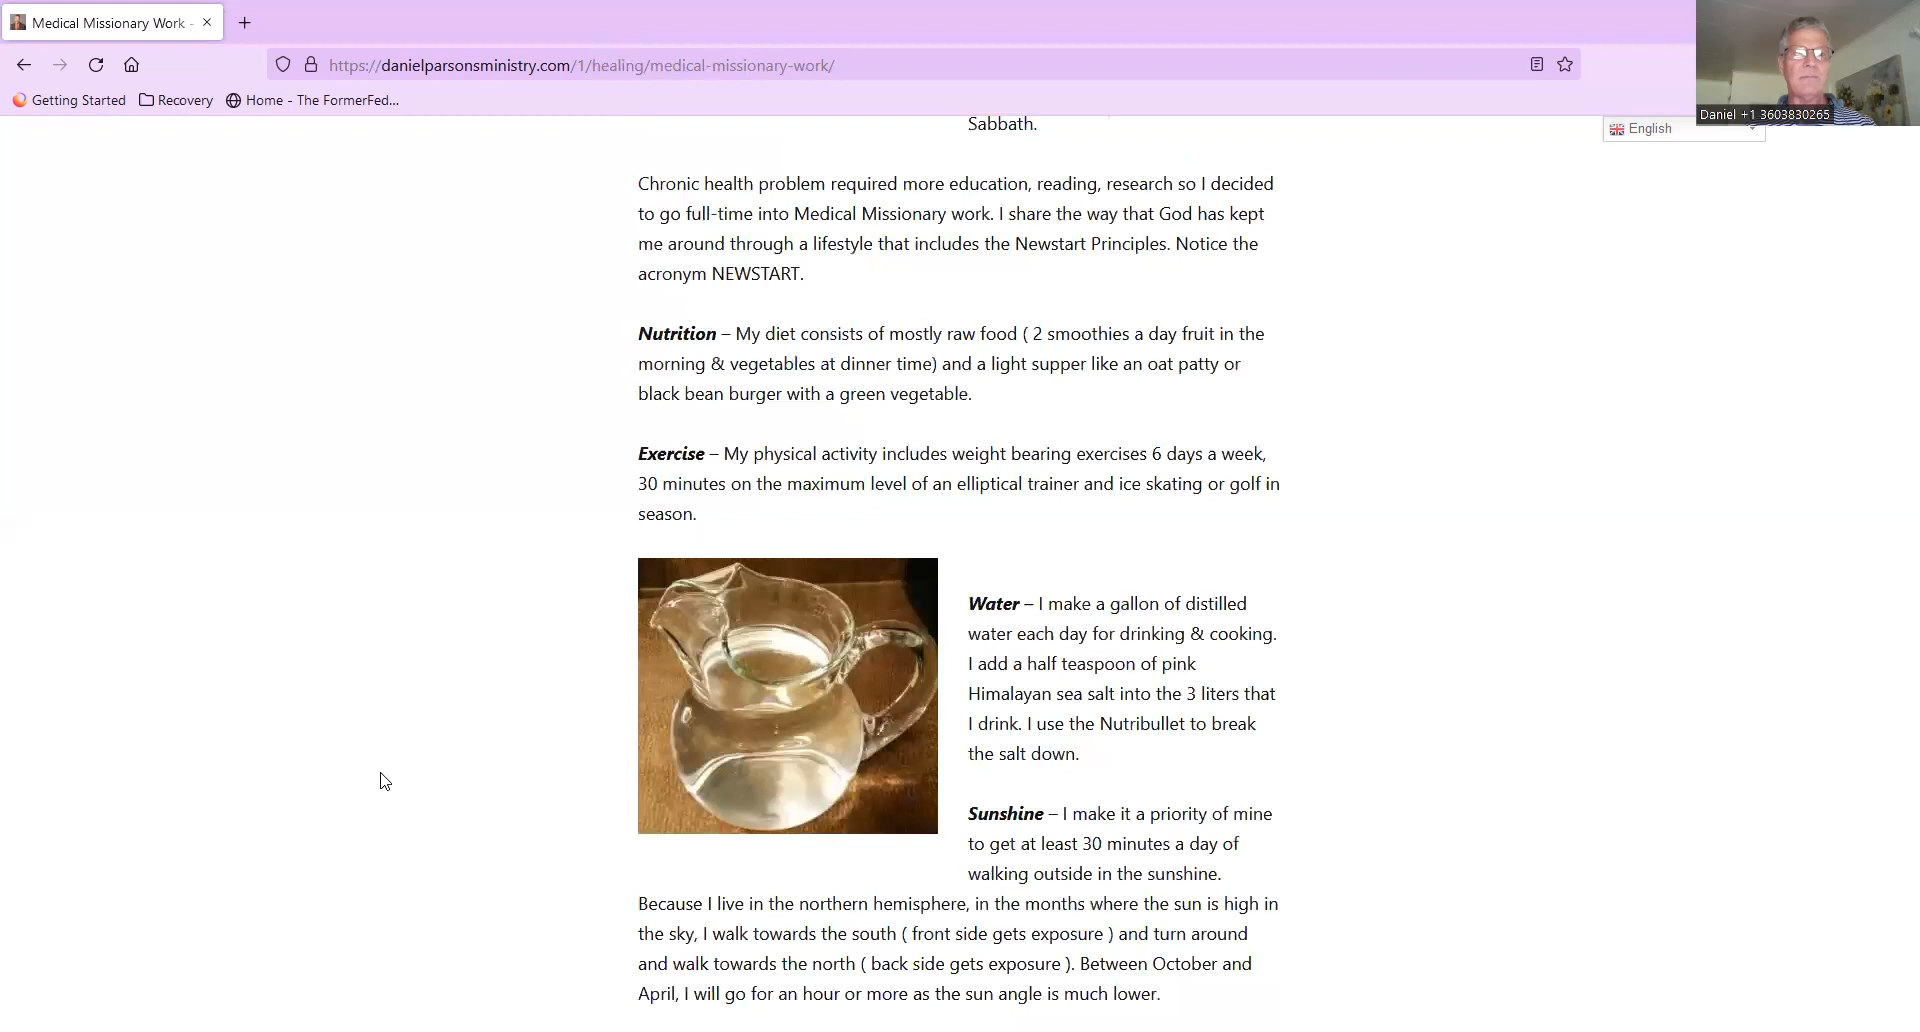 Medical Missionary Work -
https://danielparsonsministry.com/1/healing/medical-missionary-work/
Getting Started
Recovery
Home - The FormerFed...
Daniel +1 3603830265
English
Sabbath.
Chronic health problem required more education, reading, research so I decided
to go full-time into Medical Missionary work. I share the way that God has kept
me around through a lifestyle that includes the Newstart Principles. Notice the
acronym NEWSTART.
Nutrition – My diet consists of mostly raw food ( 2 smoothies a day fruit in the
morning & vegetables at dinner time) and a light supper like an oat patty or
black bean burger with a green vegetable.
Exercise – My physical activity includes weight bearing exercises 6 days a week,
30 minutes on the maximum level of an elliptical trainer and ice skating or golf in
season.
Water – I make a gallon of distilled
water each day for drinking & cooking.
I add a half teaspoon of pink
Himalayan sea salt into the 3 liters that
I drink. I use the Nutribullet to break
the salt down.
Sunshine – I make it a priority of mine
to get at least 30 minutes a day of
walking outside in the sunshine.
Because I live in the northern hemisphere, in the months where the sun is high in
the sky, I walk towards the south ( front side gets exposure ) and turn around
and walk towards the north ( back side gets exposure ). Between October and
April, I will go for an hour or more as the sun angle is much lower.